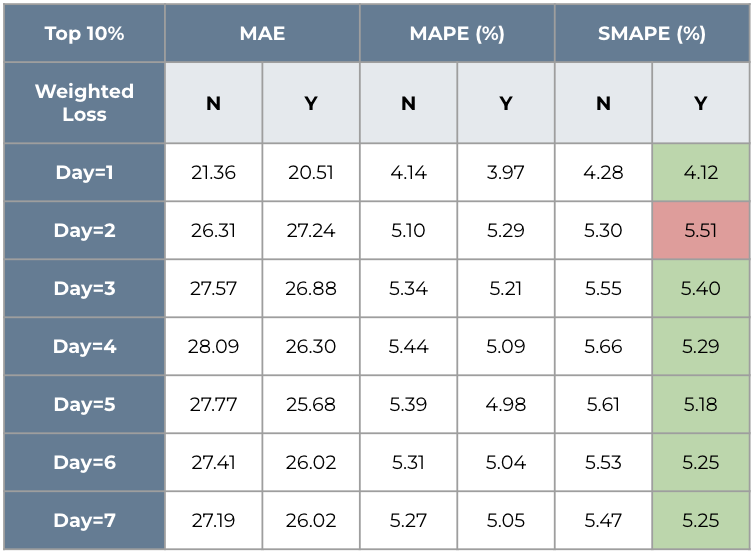 Top 10% MAE MAPE (%) SMAPE (%)
Weighted
Loss
N Y N Y N Y
Day=1 21.36 20.51 4.14 3.97 4.28 4.12
Day=2 26.31 27.24 5.10 5.29 5.30 5.51
Day=3 27.57 26.88 5.34 5.21 5.55 5.40
Day=4 28.09 26.30 5.44 5.09 5.66 5.29
Day=5 27.77 25.68 5.39 4.98 5.61 5.18
Day=6 27.41 26.02 5.31 5.04 5.53 5.25
Day=7 27.19 26.02 5.27 5.05 5.47 5.25